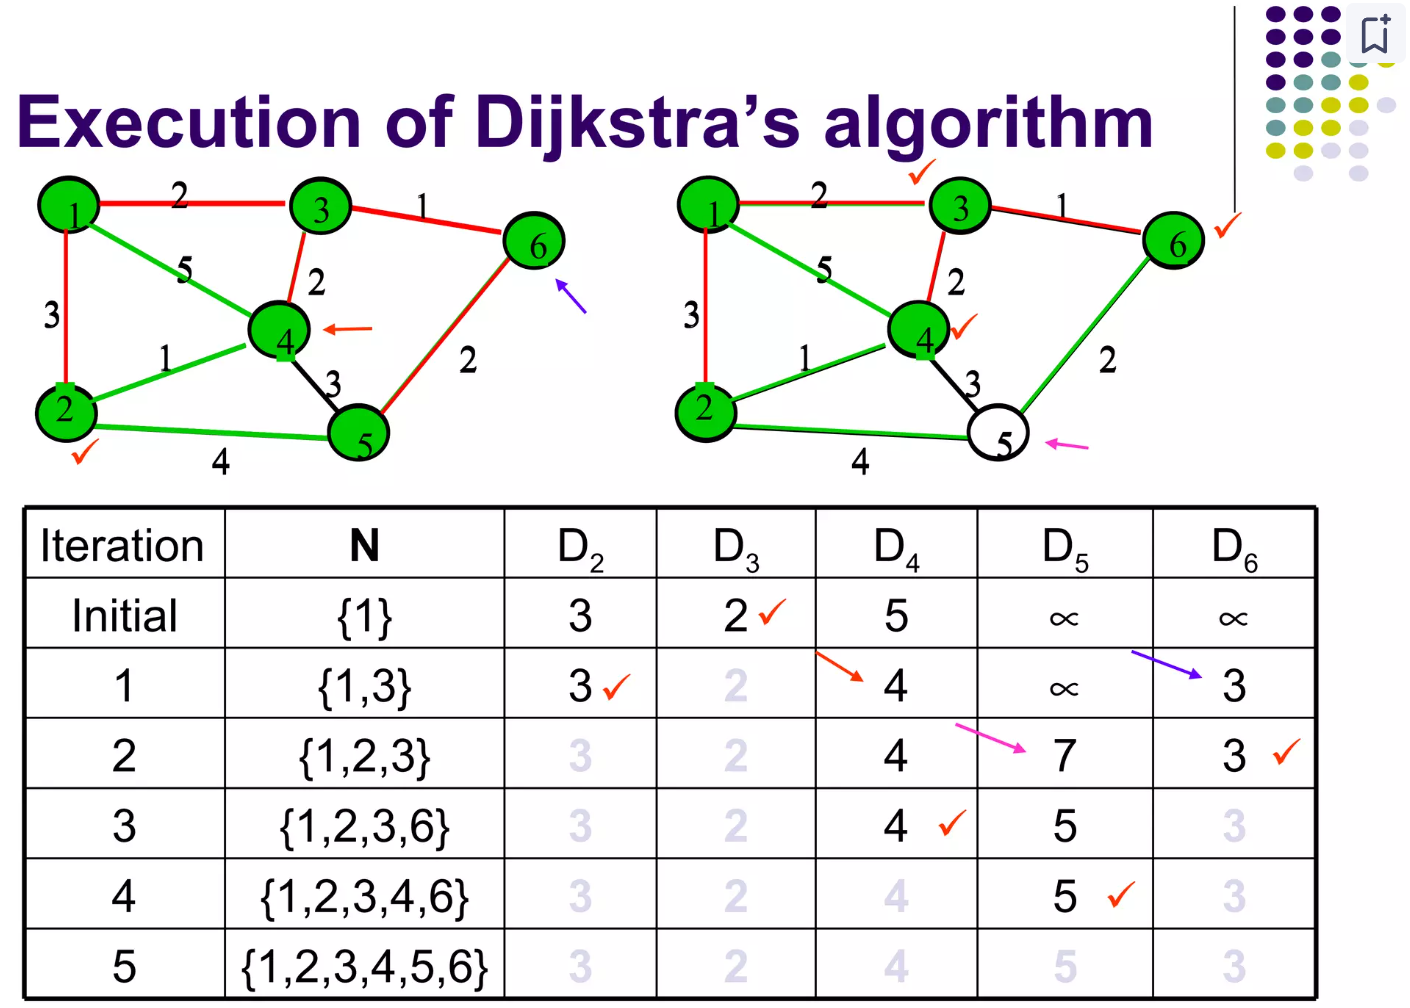 Execution of Dijkstra’s algorithm
1 2 3 1 6
5 2
3 4
1 3 2
2 5
4
1 2 3 1 6
5 2
3 4
1 3 2
2 5
4
Iteration N D2 D3 D4 D5 D6
Initial {1} 3 2 ✓ 5 ∝ ∝
1 {1,3} 3 ✓ 2 4 ∝ 3
2 {1,2,3} 3 2 4 7 3 ✓
3 {1,2,3,6} 3 2 4 ✓ 5 3
4 {1,2,3,4,6} 3 2 4 5 ✓ 3
5 {1,2,3,4,5,6} 3 2 4 5 3